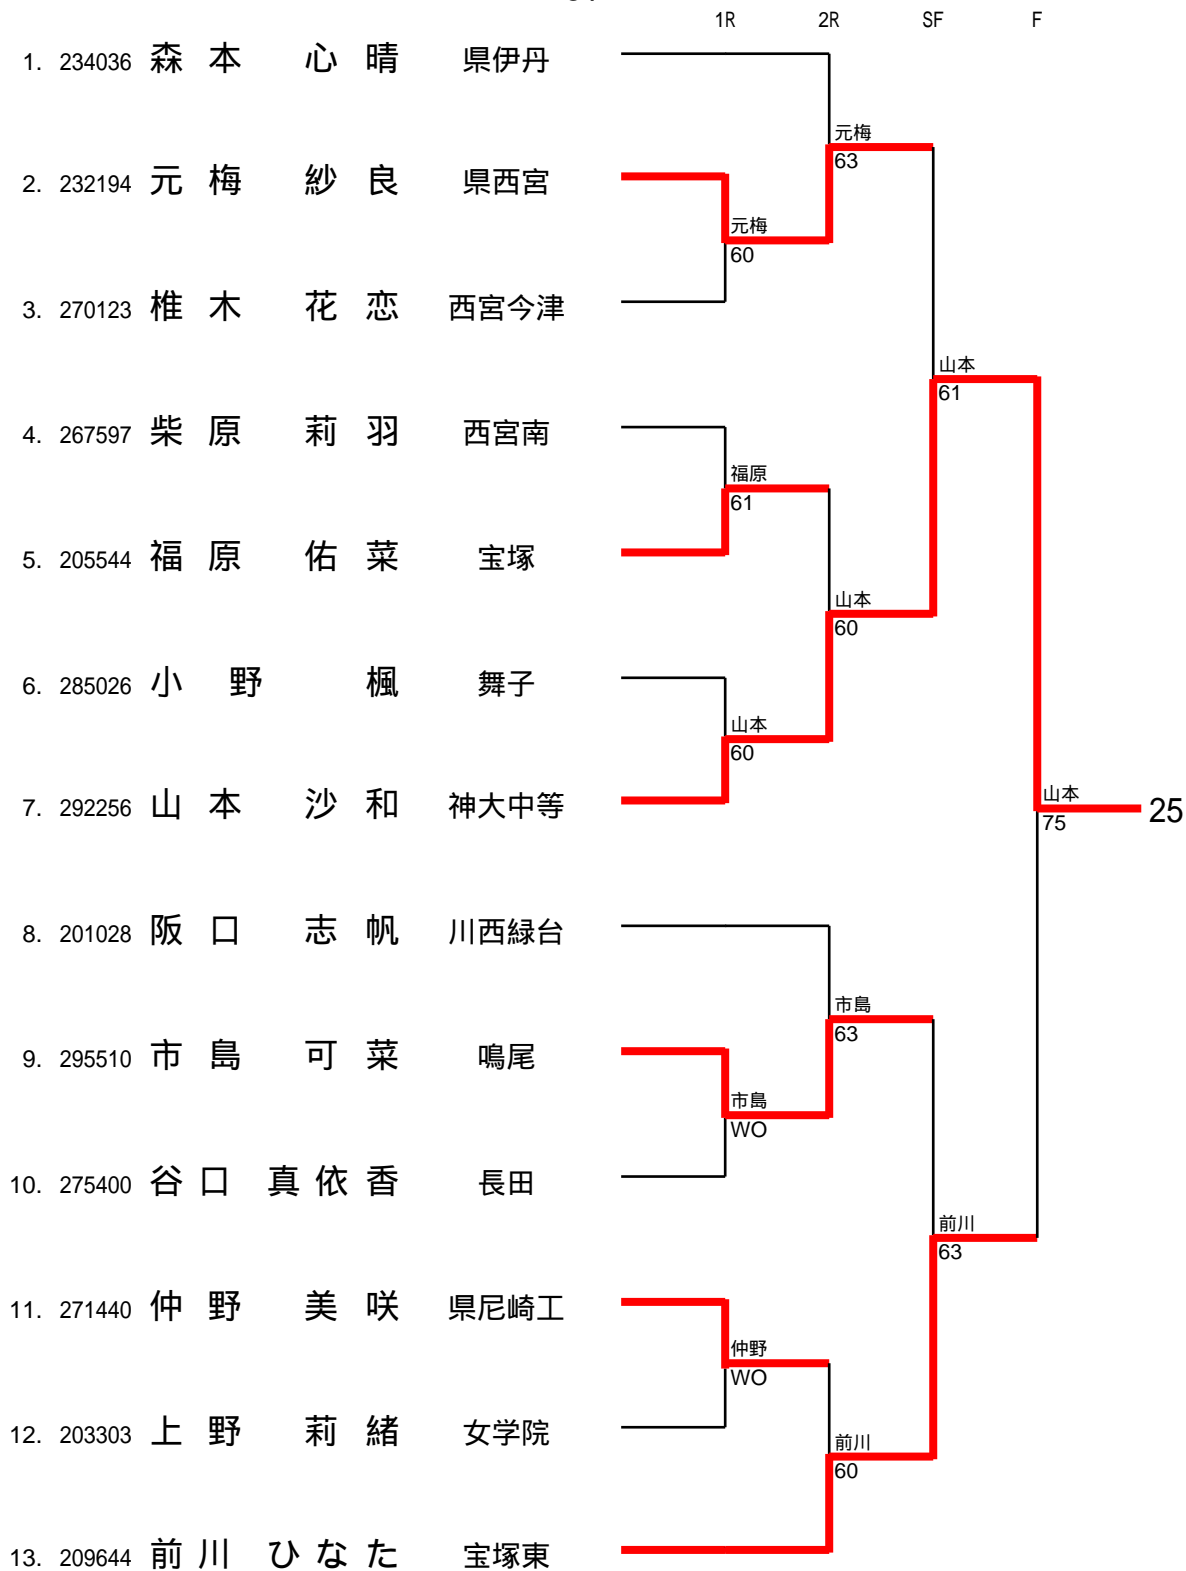 1R 2R SF F
1. 234036 森本 心晴 県伊丹
元梅
63
2. 232194 元梅 紗良 県西宮
元梅
60
3. 270123 椎木 花恋 西宮今津
山本
61
4. 267597 柴原 莉羽 西宮南
福原
61
5. 205544 福原 佑菜 宝塚
山本
60
6. 285026 小野 楓 舞子
山本
60
7. 292256 山本 沙和 神大中等
山本
75
25
8. 201028 阪口 志帆 川西緑台
市島
63
9. 295510 市島 可菜 鳴尾
市島
WO
10. 275400 谷口 真依香 長田
前川
63
11. 271440 仲野 美咲 県尼崎工
仲野
WO
12. 203303 上野 莉緒 女学院
前川
60
13. 209644 前川 ひなた 宝塚東